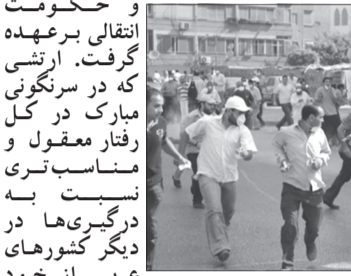 و حکومت
انتقالی برعهده
گرفت. ارتشی
که در سرنگونی
مبارک در کل
رفتار معقول و
مناسب‌تری
نسبت به
درگیری‌ها در
دیگر کشورهای